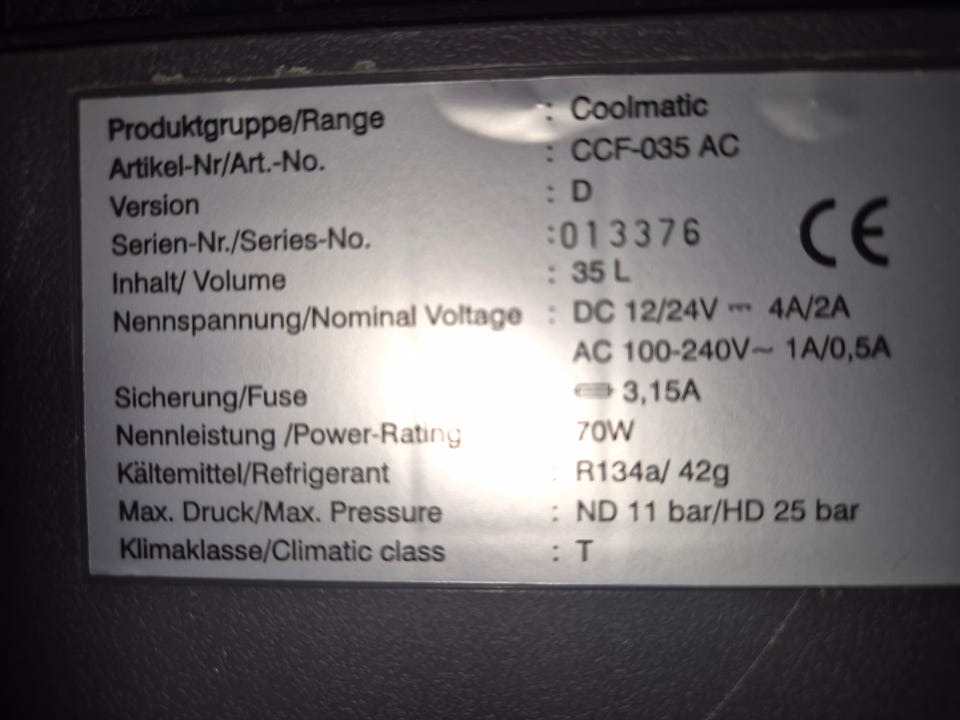 Produktgruppe/Range : Coolmatic
Artikel-Nr/Art.-No. : CCF-035 AC
Version : D
Serien-Nr./Series-No. :013376
Inhalt/ Volume : 35 L
Nennspannung/Nominal Voltage : DC 12/24V ⎓ 4A/2A
AC 100-240V~ 1A/0,5A
Sicherung/Fuse 3,15A
Nennleistung /Power-Rating 70W
Kältemittel/Refrigerant : R134a/ 42g
Max. Druck/Max. Pressure : ND 11 bar/HD 25 bar
Klimaklasse/Climatic class : T
CE